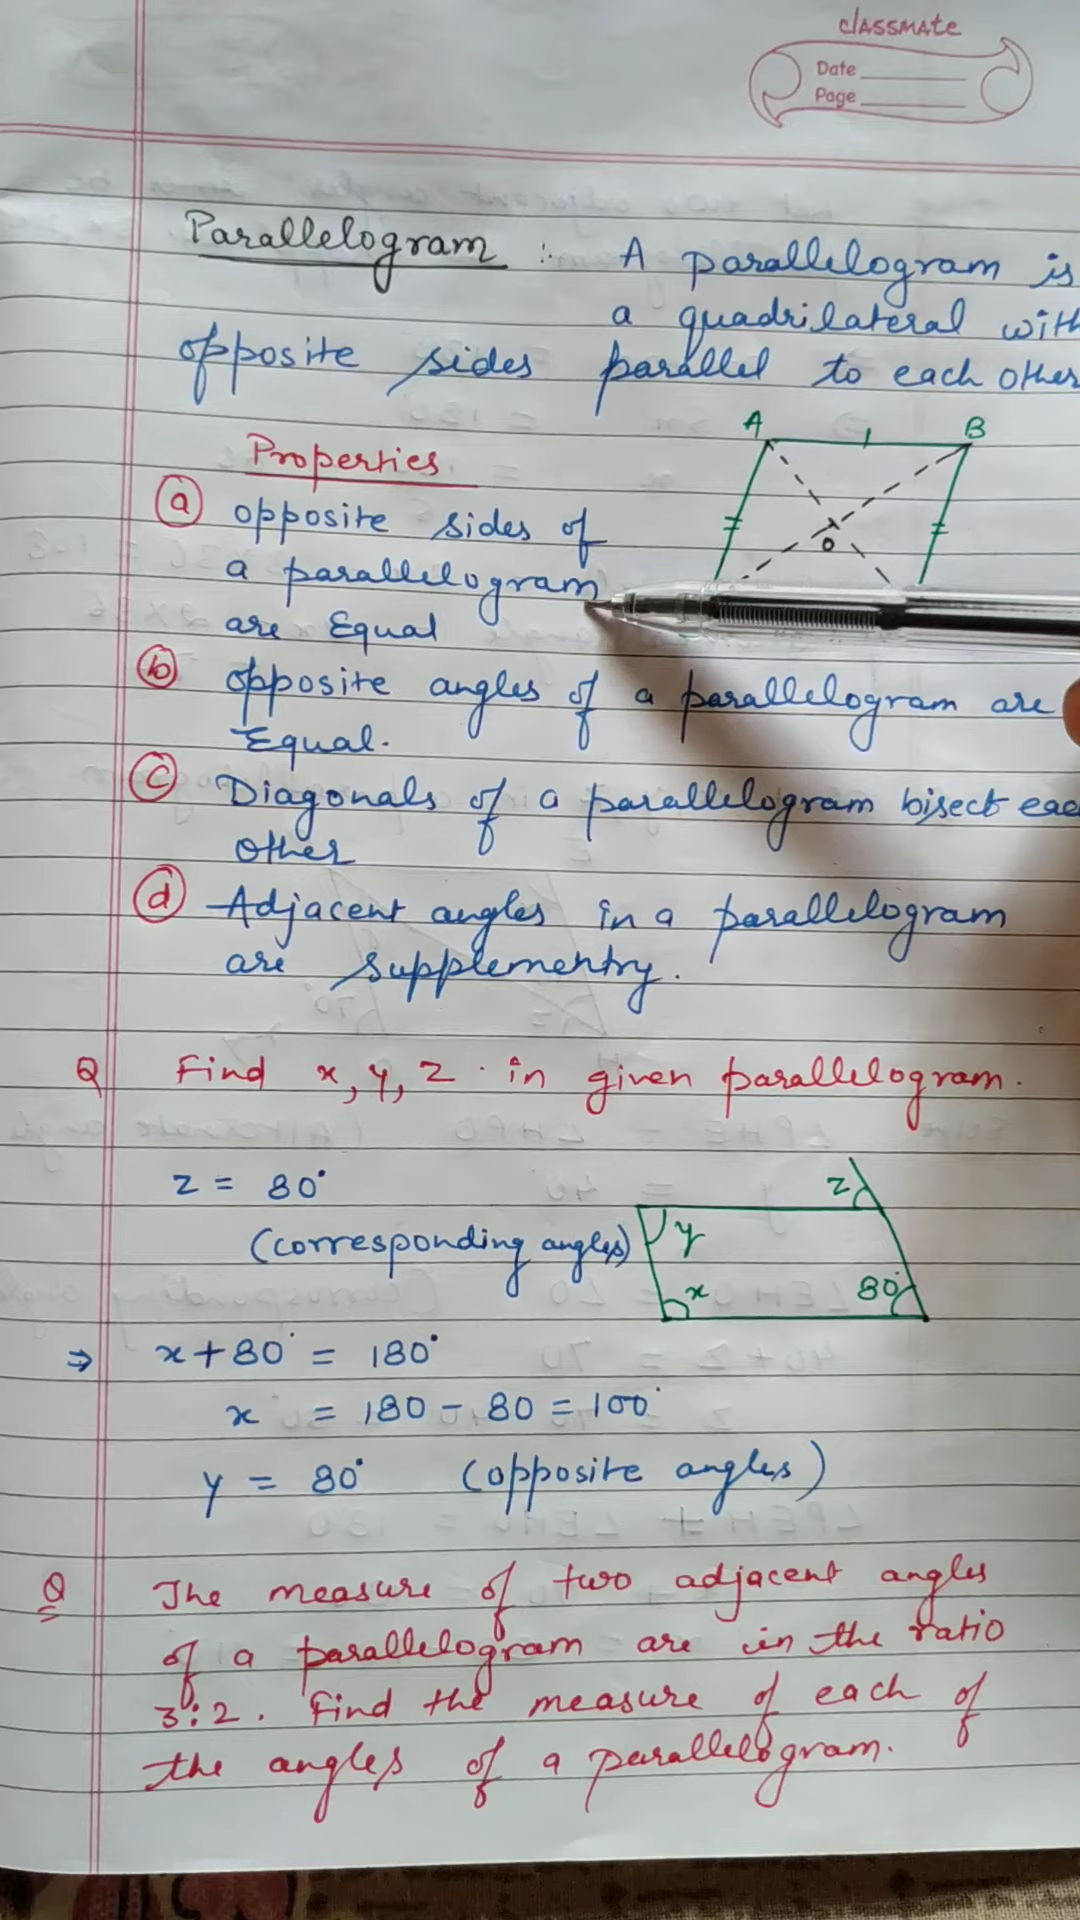 classmate
Date
Page
Parallelogram : A parallelogram is
a quadrilateral with
opposite sides parallel to each other
A B
Properties
(a) opposite sides of
a parallelogram
are Equal
O
(b) opposite angles of a parallelogram are
Equal.
(c) Diagonals of a parallelogram bisect eac
other
(d) Adjacent angles in a parallelogram
are supplementry.
Q Find x, y, z. in given parallelogram.
z = 80°
(corresponding angles)
z
y
x 80°
⇒ x + 80° = 180°
x = 180 - 80 = 100°
y = 80° (opposite angles)
Q The measure of two adjacent angles
of a parallelogram are in the ratio
3:2. Find the measure of each of
the angles of a parallelogram.